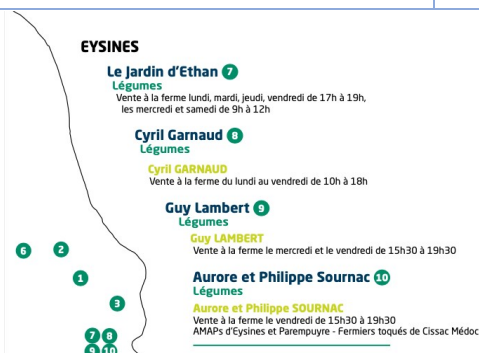 EYSINES
Le Jardin d'Ethan 7
Légumes
Vente à la ferme lundi, mardi, jeudi, vendredi de 17h à 19h,
les mercredi et samedi de 9h à 12h
Cyril Garnaud 8
Légumes
Cyril GARNAUD
Vente à la ferme du lundi au vendredi de 10h à 18h
Guy Lambert 9
Légumes
Guy LAMBERT
Vente à la ferme le mercredi et le vendredi de 15h30 à 19h30
Aurore et Philippe Sournac 10
Légumes
Aurore et Philippe SOURNAC
Vente à la ferme le vendredi de 15h30 à 19h30
AMAPs d'Eysines et Parempuyre - Fermiers toqués de Cissac Médoc
6 2
1
3
7 8
9 10